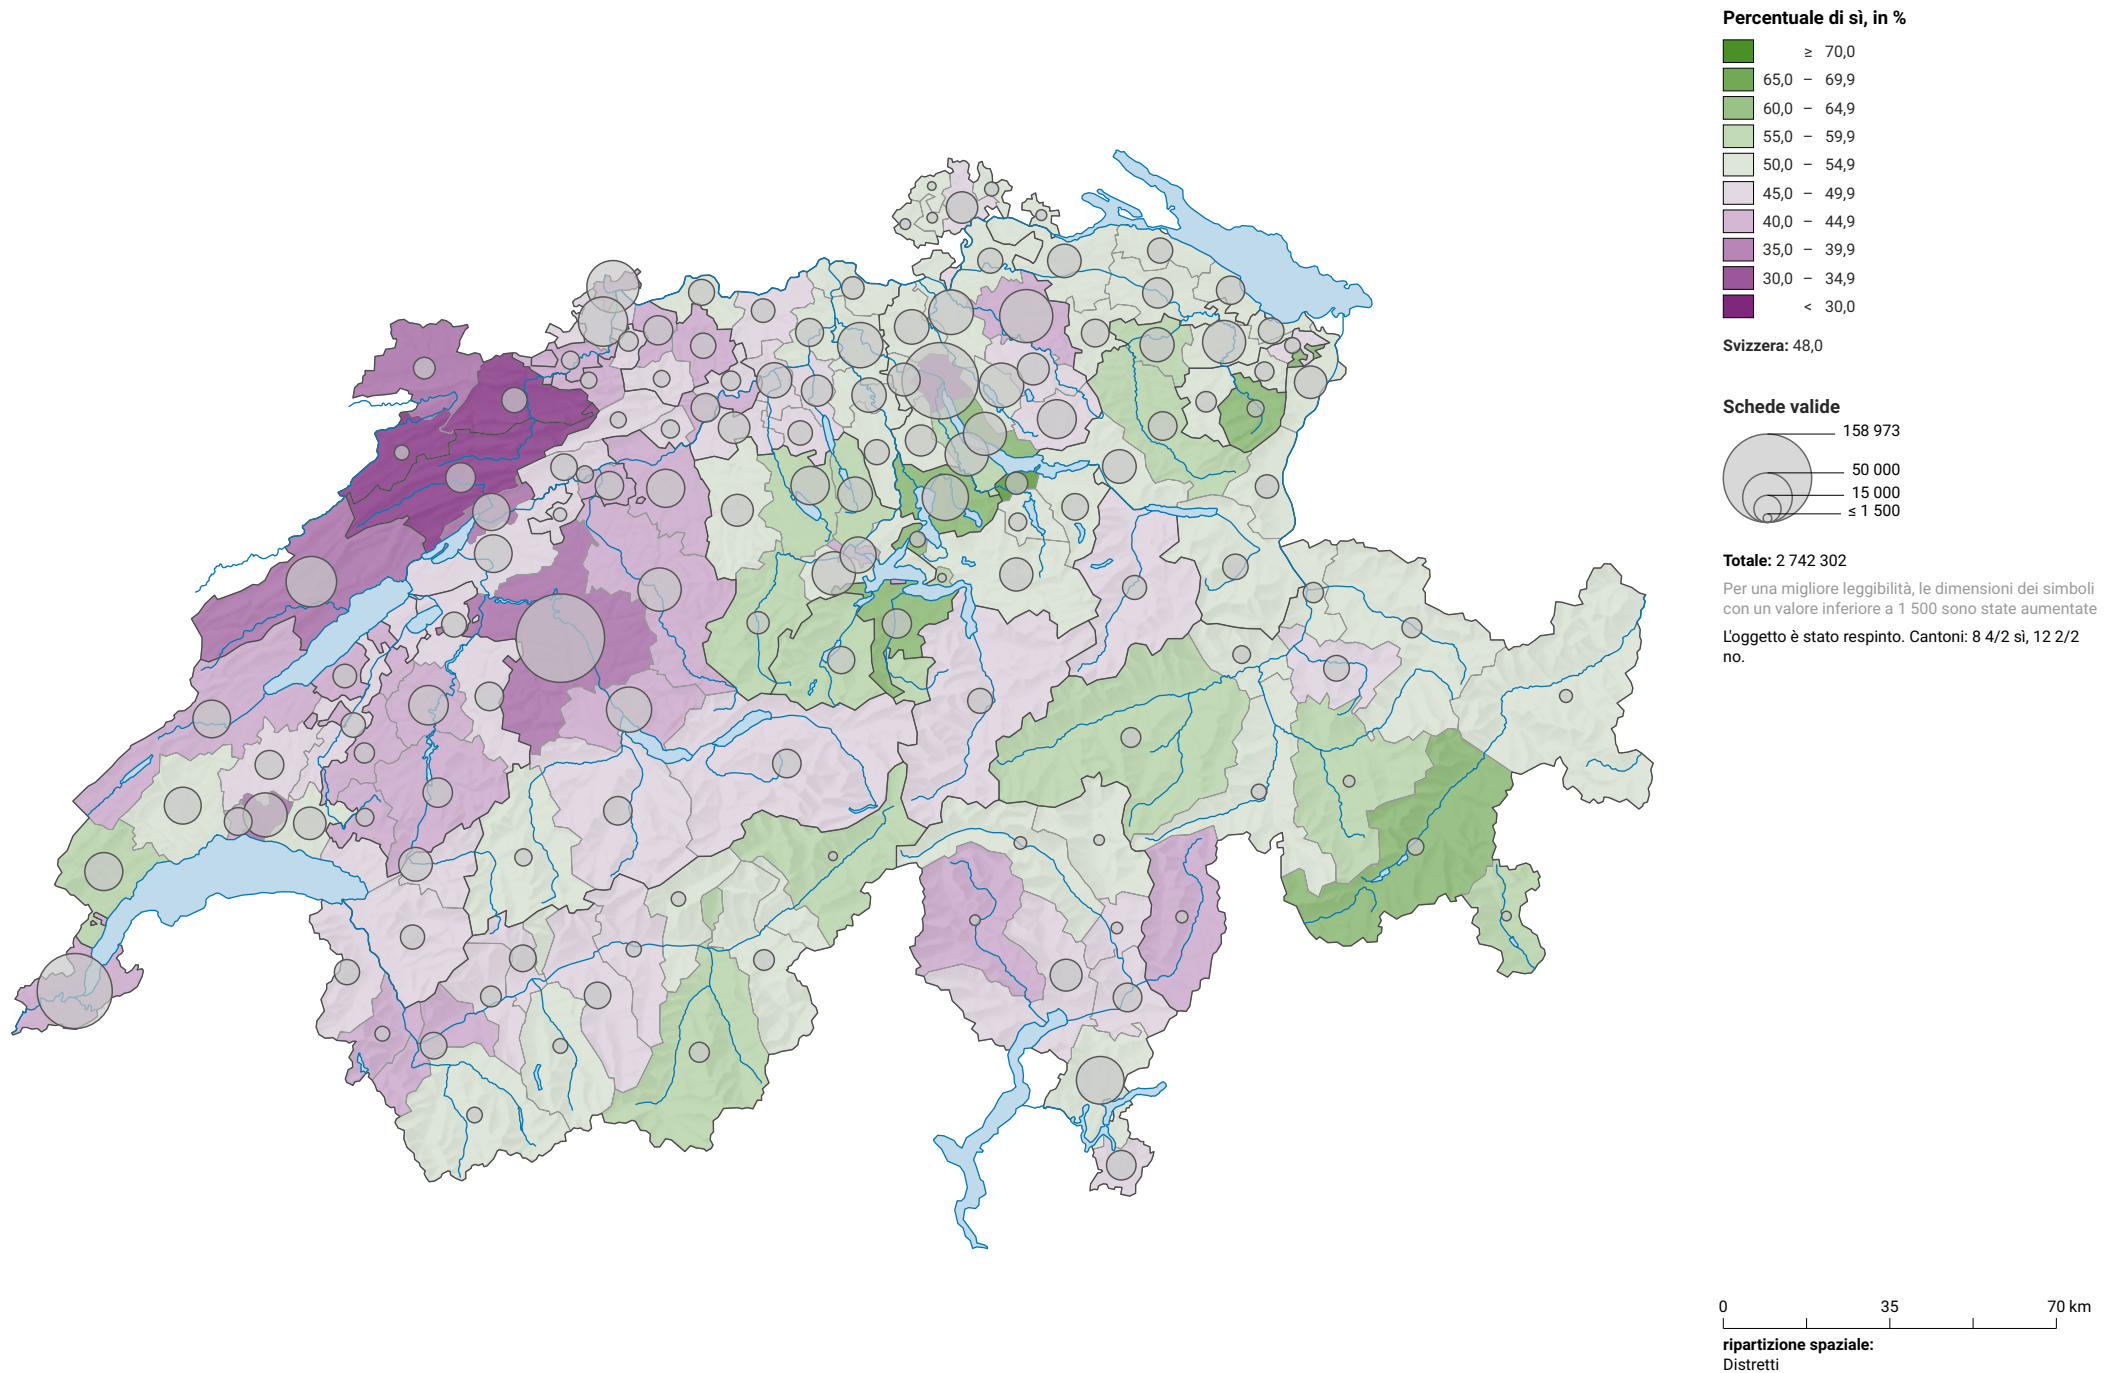 Percentuale di sì, in %
≥ 70,0
65,0 – 69,9
60,0 – 64,9
55,0 – 59,9
50,0 – 54,9
45,0 – 49,9
40,0 – 44,9
35,0 – 39,9
30,0 – 34,9
< 30,0
Svizzera: 48,0
Schede valide
158 973
50 000
15 000
≤ 1 500
Totale: 2 742 302
Per una migliore leggibilità, le dimensioni dei simboli
con un valore inferiore a 1 500 sono state aumentate
L'oggetto è stato respinto. Cantoni: 8 4/2 sì, 12 2/2
no.
0 35 70 km
ripartizione spaziale:
Distretti